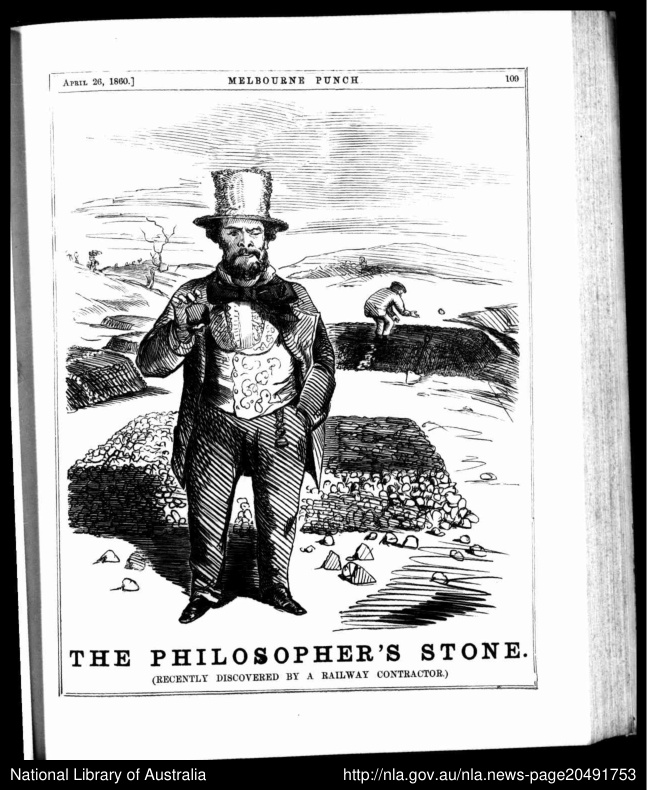 APRIL 26, 1860.] MELBOURNE PUNCH 109
THE PHILOSOPHER'S STONE.
(RECENTLY DISCOVERED BY A RAILWAY CONTRACTOR.)
National Library of Australia http://nla.gov.au/nla.news-page20491753